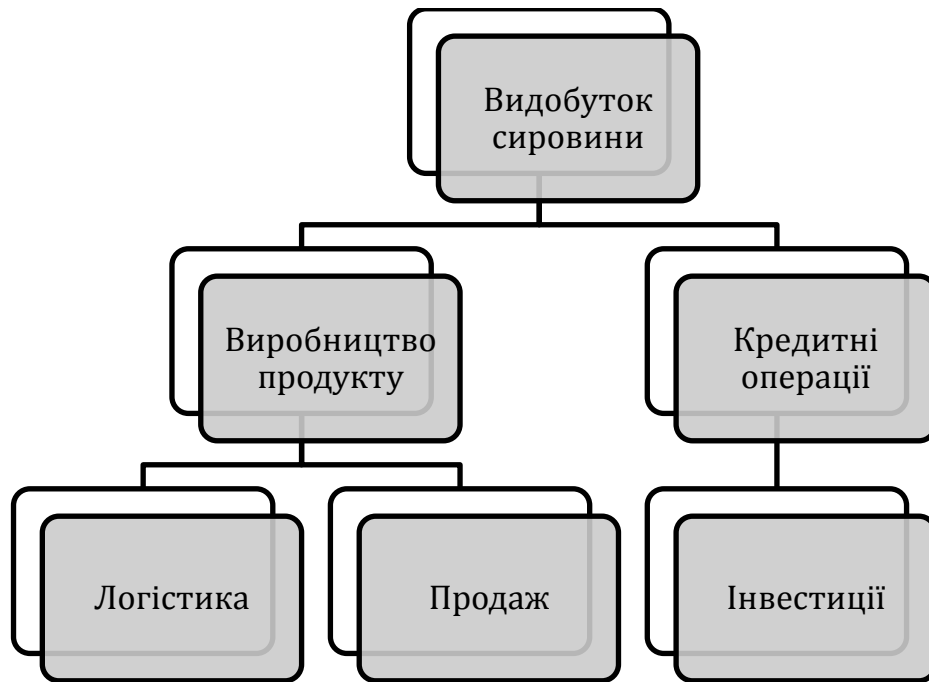 Видобуток
сировини
Виробництво
продукту
Кредитні
операції
Логістика
Продаж
Інвестиції